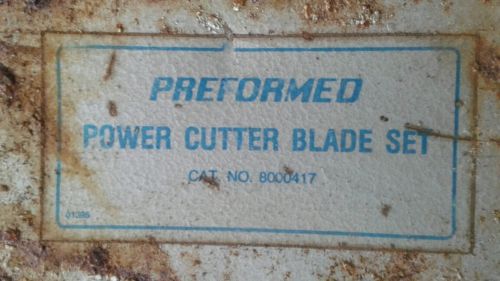 PREFORMED
POWER CUTTER BLADE SET
CAT. NO. 8000417